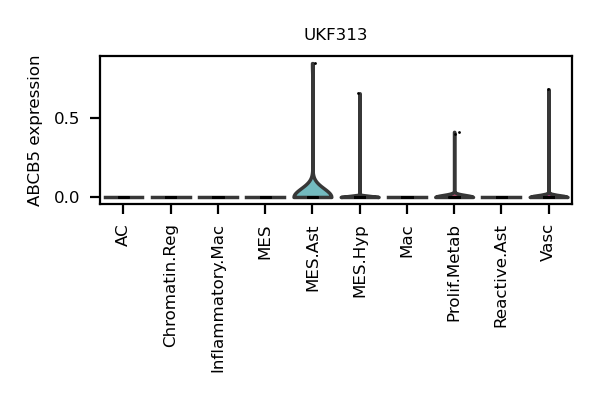 UKF313
ABCB5 expression
0.5
0.0
AC
Chromatin.Reg
Inflammatory.Mac
MES
MES.Ast
MES.Hyp
Mac
Prolif.Metab
Reactive.Ast
Vasc